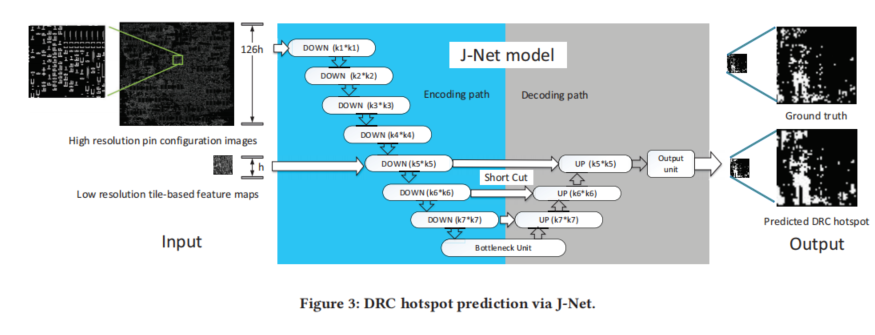 126h
High resolution pin configuration images
h
Low resolution tile-based feature maps
Input
J-Net model
Encoding path
Decoding path
DOWN (k1*k1)
DOWN (k2*k2)
DOWN (k3*k3)
DOWN (k4*k4)
DOWN (k5*k5)
DOWN (k6*k6)
DOWN (k7*k7)
Short Cut
Bottleneck Unit
UP (k5*k5)
UP (k6*k6)
UP (k7*k7)
Output
unit
Ground truth
Predicted DRC hotspot
Output
Figure 3: DRC hotspot prediction via J-Net.